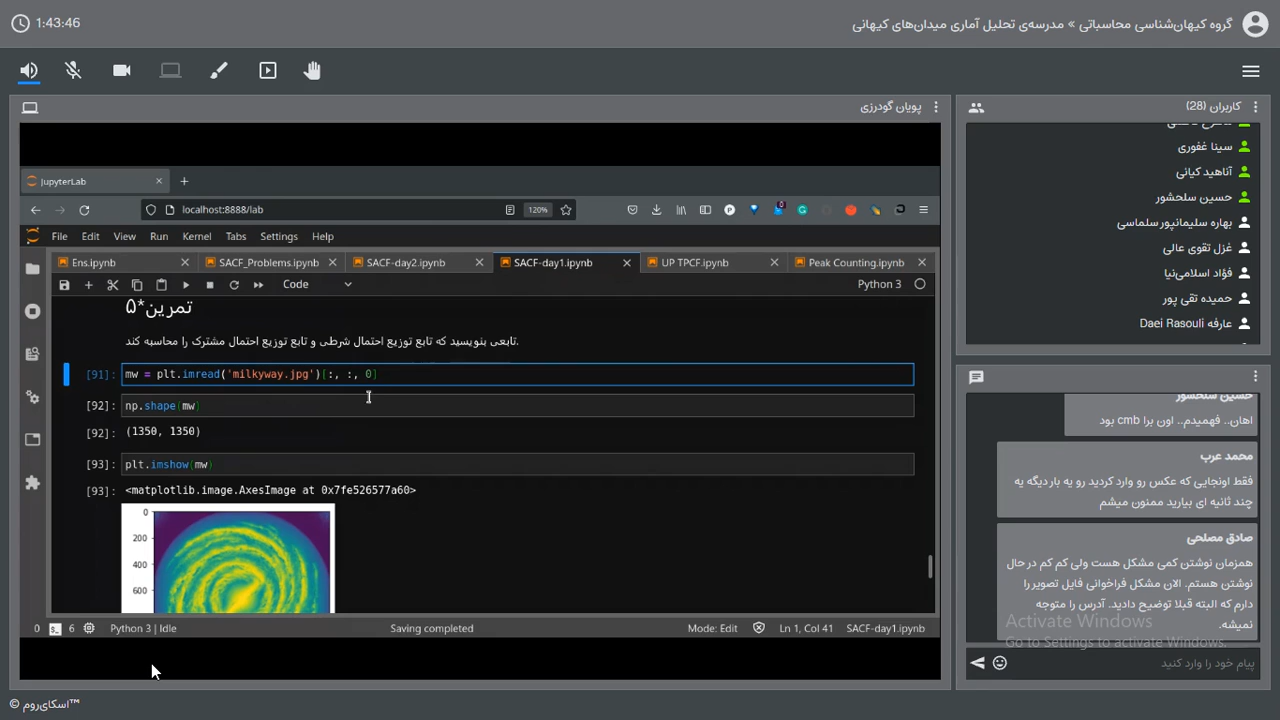 1:43:46
گروه کیهان‌شناسی محاسباتی » مدرسه‌ی تحلیل آماری میدان‌های کیهانی
پویان گودرزی
JupyterLab
localhost:8888/lab
120%
File Edit View Run Kernel Tabs Settings Help
Ens.ipynb
SACF_Problems.ipynb
SACF-day2.ipynb
SACF-day1.ipynb
UP TPCF.ipynb
Peak Counting.ipynb
Code
Python 3
تمرین*۵
تابعی بنویسید که تابع توزیع احتمال شرطی و تابع توزیع احتمال مشترک را محاسبه کند.
[91]: mw = plt.imread('milkyway.jpg')[:, :, 0]
[92]: np.shape(mw)
[92]: (1350, 1350)
[93]: plt.imshow(mw)
[93]: <matplotlib.image.AxesImage at 0x7fe526577a60>
0
200
400
600
0 6 Python 3 | Idle Saving completed Mode: Edit Ln 1, Col 41 SACF-day1.ipynb
کاربران (28)
سینا غفوری
آناهید کیانی
حسین سلحشور
بهاره سلیمانپور سلماسی
غزل تقوی عالی
فؤاد اسلامی‌نیا
حمیده تقی پور
عارفه Daei Rasouli
حسین سلحشور
اهان.. فهمیدم.. اون برا cmb بود
محمد عرب
فقط اونجایی که عکس رو وارد کردید رو یه بار دیگه یه
چند ثانیه ای بیارید ممنون میشم
صادق مصلحی
همزمان نوشتن کمی مشکل هست ولی کم کم در حال
نوشتن هستم. الان مشکل فراخوانی فایل تصویر را
دارم که البته قبلا توضیح دادید. آدرس را متوجه
نمیشه.
Activate Windows
Go to Settings to activate Windows.
پیام خود را وارد کنید
© اسکای‌روم™